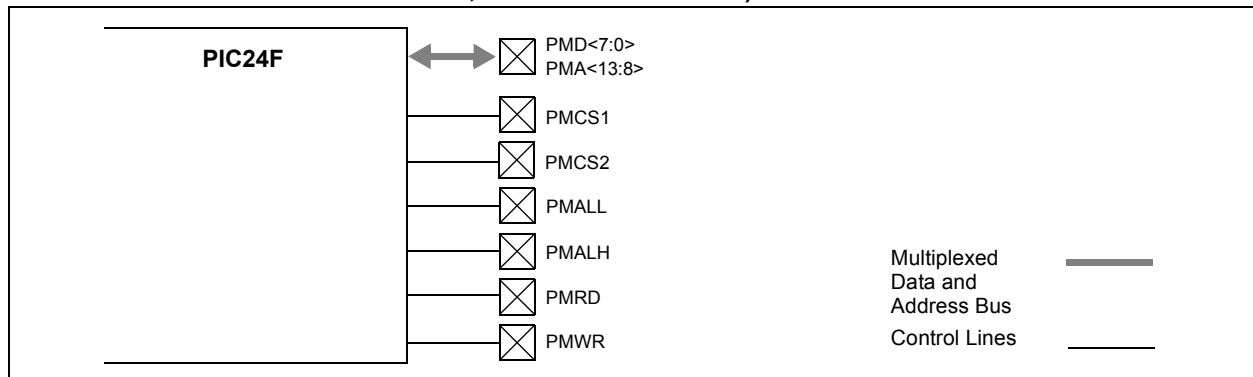 PIC24F
PMD<7:0>
PMA<13:8>
PMCS1
PMCS2
PMALL
PMALH
PMRD
PMWR
Multiplexed
Data and
Address Bus
Control Lines